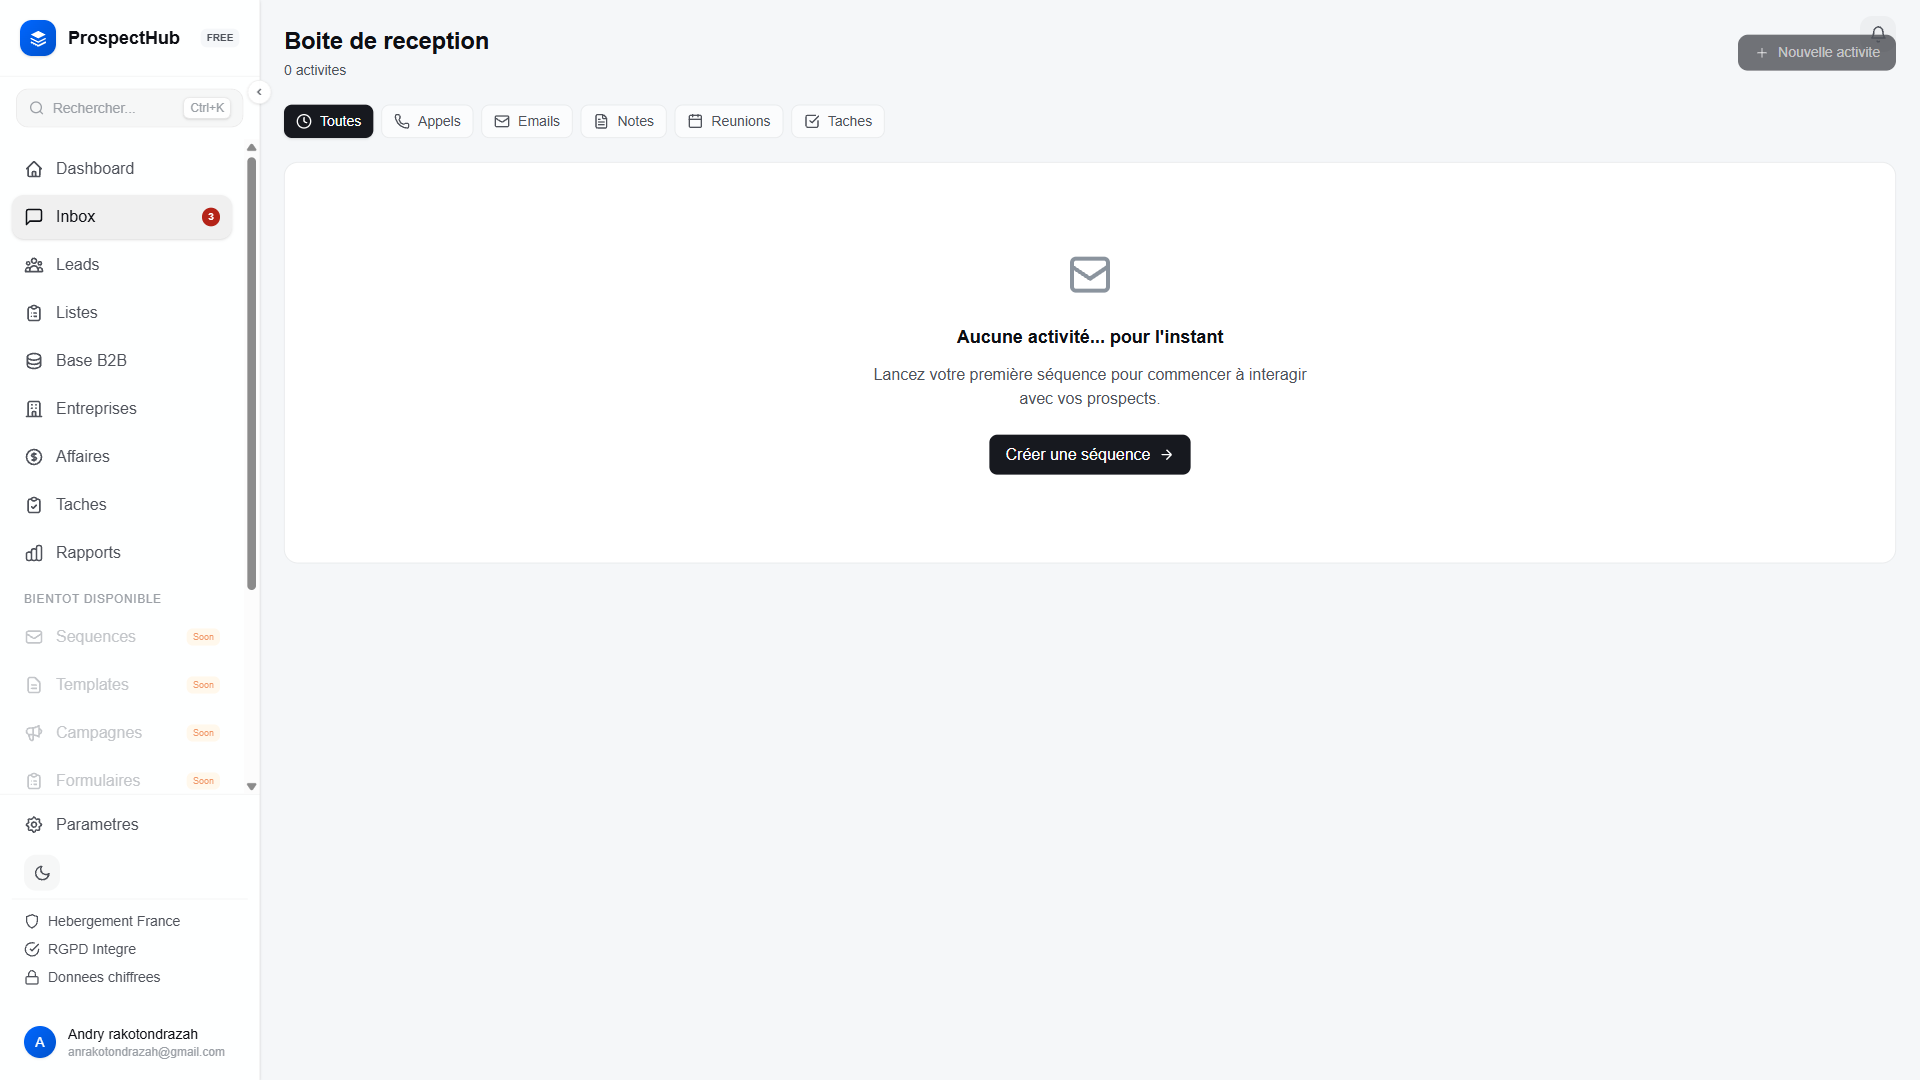 ProspectHub FREE
Rechercher... Ctrl+K
Dashboard
Inbox 3
Leads
Listes
Base B2B
Entreprises
Affaires
Taches
Rapports
BIENTOT DISPONIBLE
Sequences Soon
Templates Soon
Campagnes Soon
Formulaires Soon
Parametres
Hebergement France
RGPD Integre
Donnees chiffrees
A Andry rakotondrazah
anrakotondrazah@gmail.com
Boite de reception
0 activites
Nouvelle activite
Toutes Appels Emails Notes Reunions Taches
Aucune activité... pour l'instant
Lancez votre première séquence pour commencer à interagir
avec vos prospects.
Créer une séquence